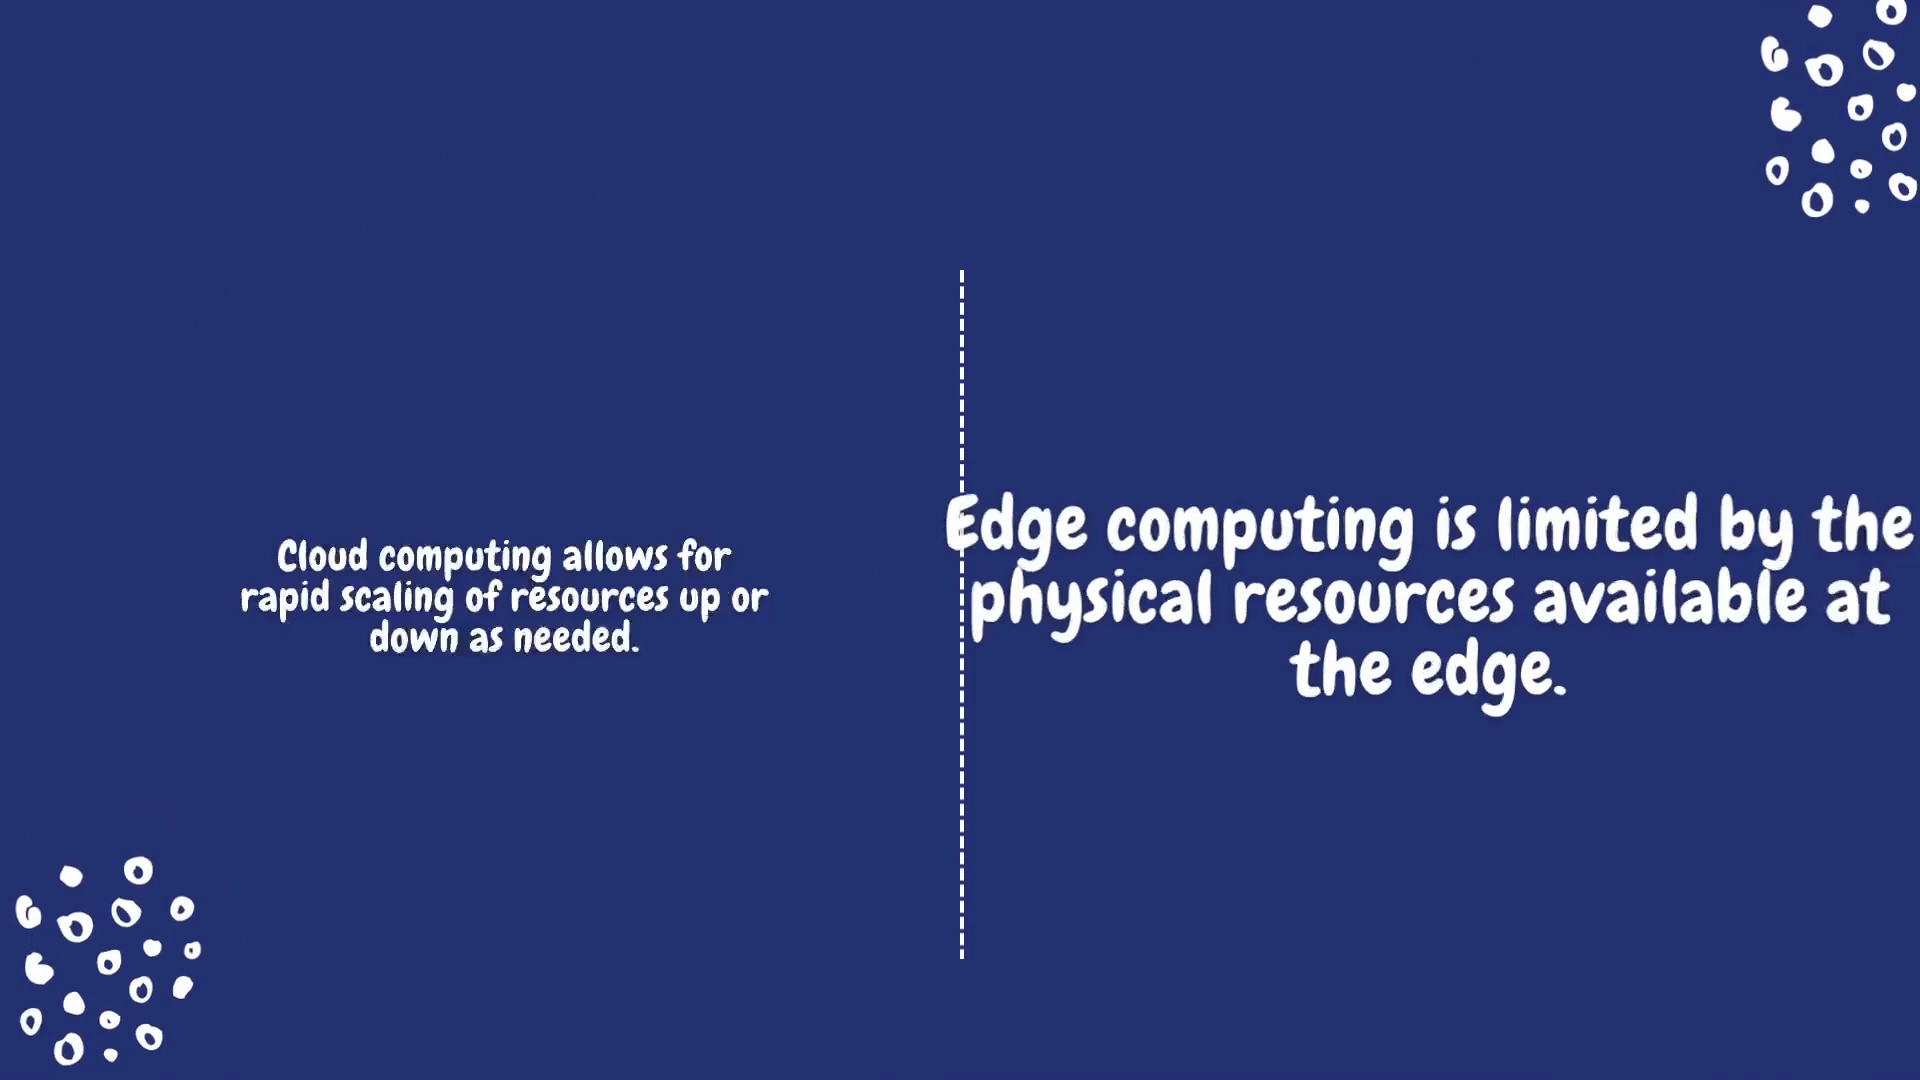 Cloud computing allows for
rapid scaling of resources up or
down as needed.
Edge computing is limited by the
physical resources available at
the edge.